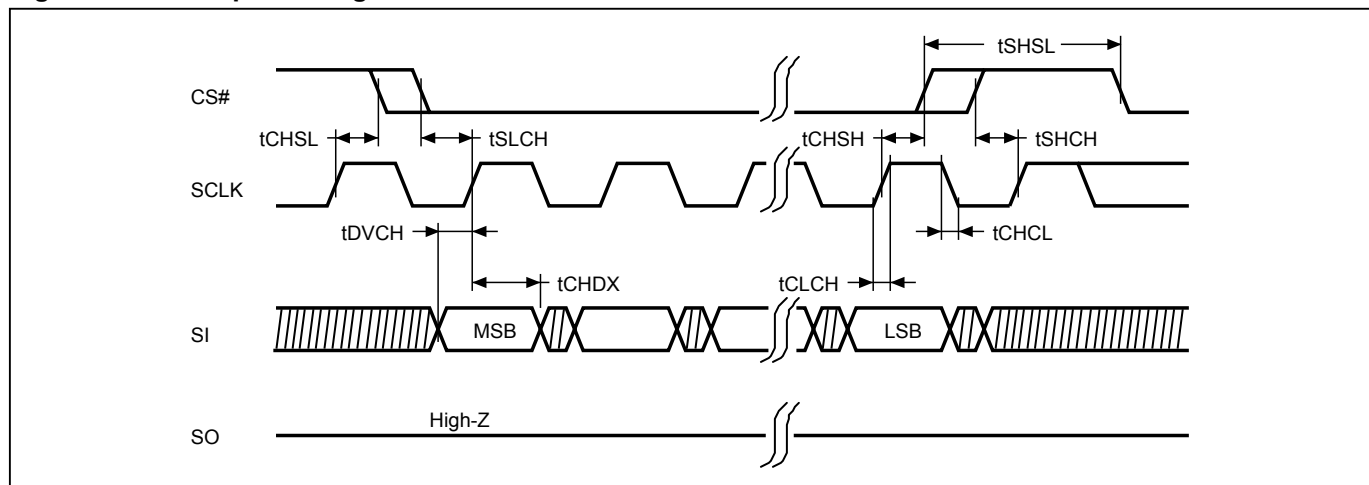 tSHSL
CS#
tCHSL
tSLCH
tCHSH
tSHCH
SCLK
tDVCH
tCHCL
tCHDX
tCLCH
SI
MSB
LSB
High-Z
SO